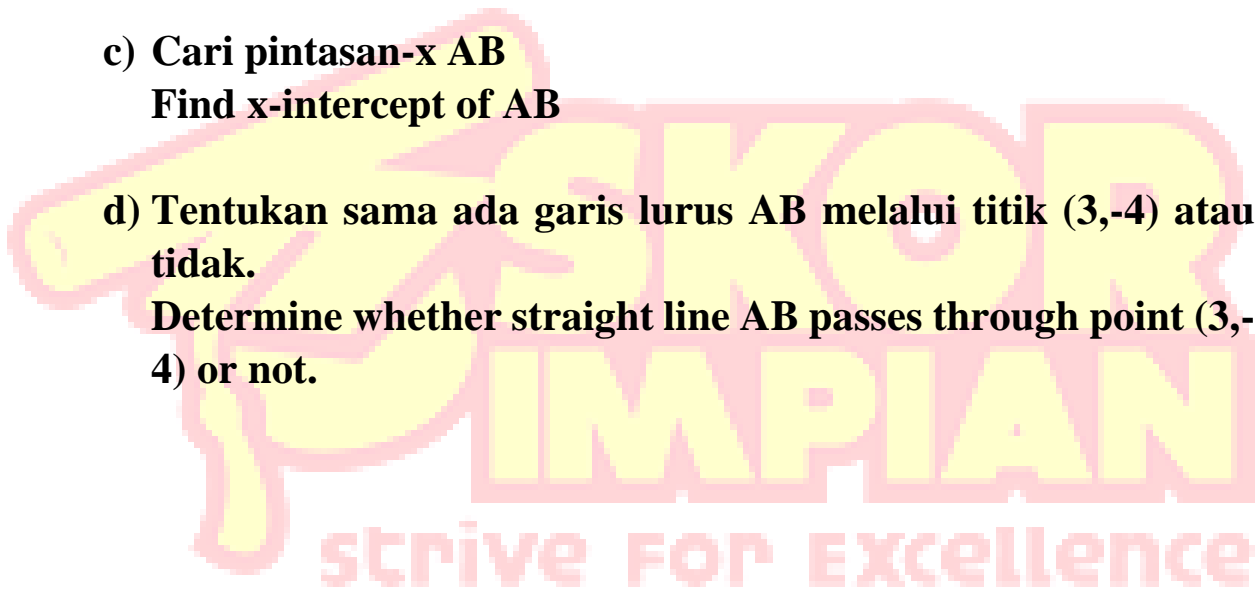 c) Cari pintasan-x AB
Find x-intercept of AB
d) Tentukan sama ada garis lurus AB melalui titik (3,-4) atau
tidak.
Determine whether straight line AB passes through point (3,-
4) or not.
SKOR
IMPIAN
strive For Excellence